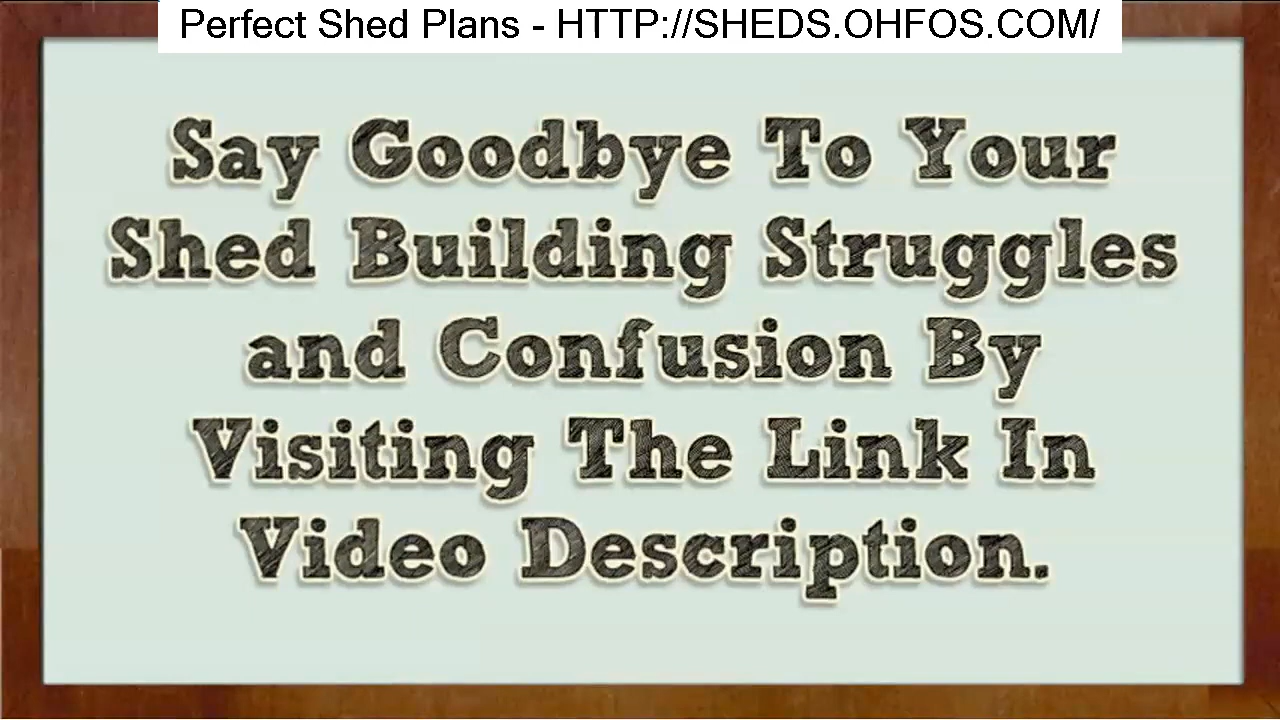 Perfect Shed Plans - HTTP://SHEDS.OHFOS.COM/
Say Goodbye To Your
Shed Building Struggles
and Confusion By
Visiting The Link In
Video Description.